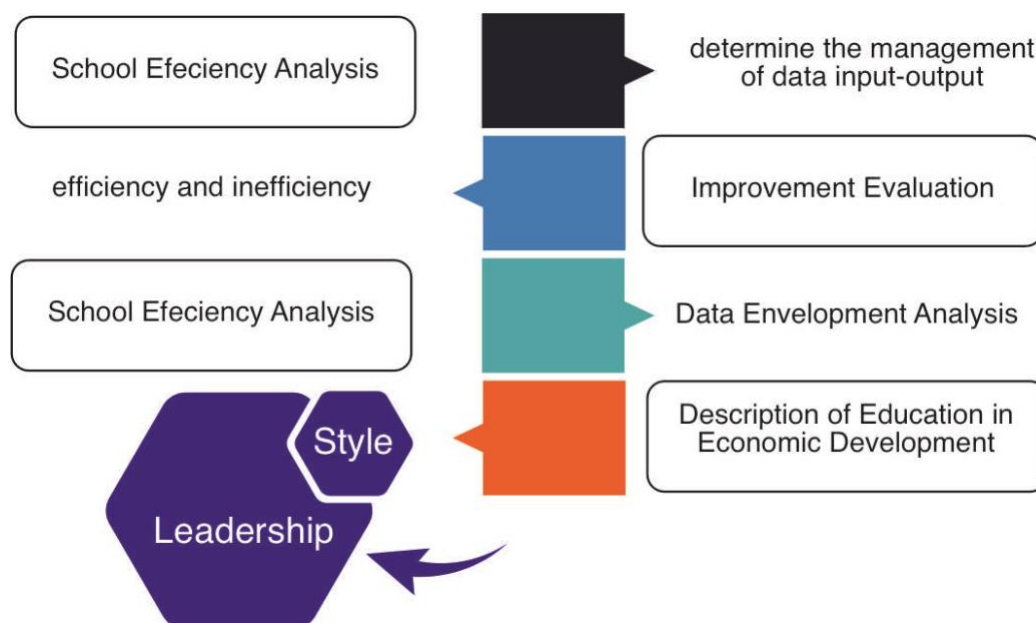 School Efeciency Analysis
determine the management
of data input-output
efficiency and inefficiency
Improvement Evaluation
School Efeciency Analysis
Data Envelopment Analysis
Style
Leadership
Description of Education in
Economic Development